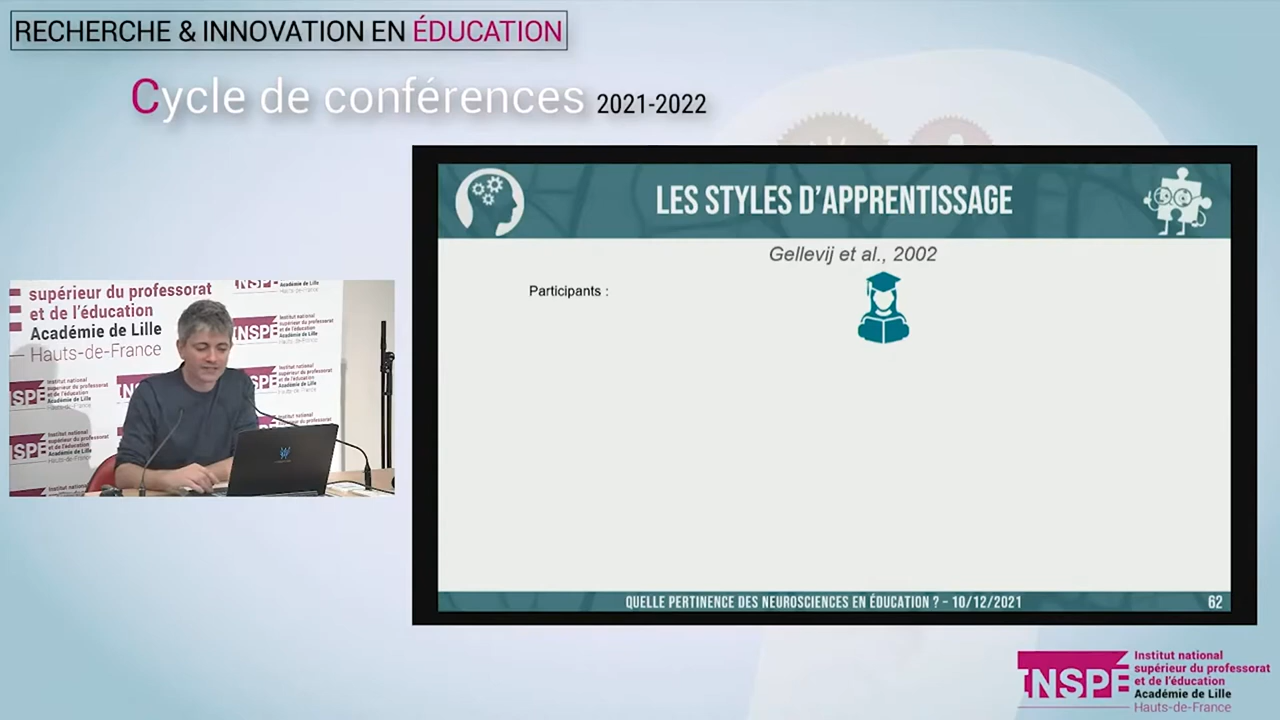 RECHERCHE & INNOVATION EN ÉDUCATION
Cycle de conférences 2021-2022
LES STYLES D'APPRENTISSAGE
Gellevij et al., 2002
Participants :
QUELLE PERTINENCE DES NEUROSCIENCES EN ÉDUCATION ? – 10/12/2021
62
supérieur du professorat
et de l'éducation
Académie de Lille
Hauts-de-France
INSPÉ
Institut national
supérieur du professorat
et de l'éducation
Académie de Lille
Hauts-de-France